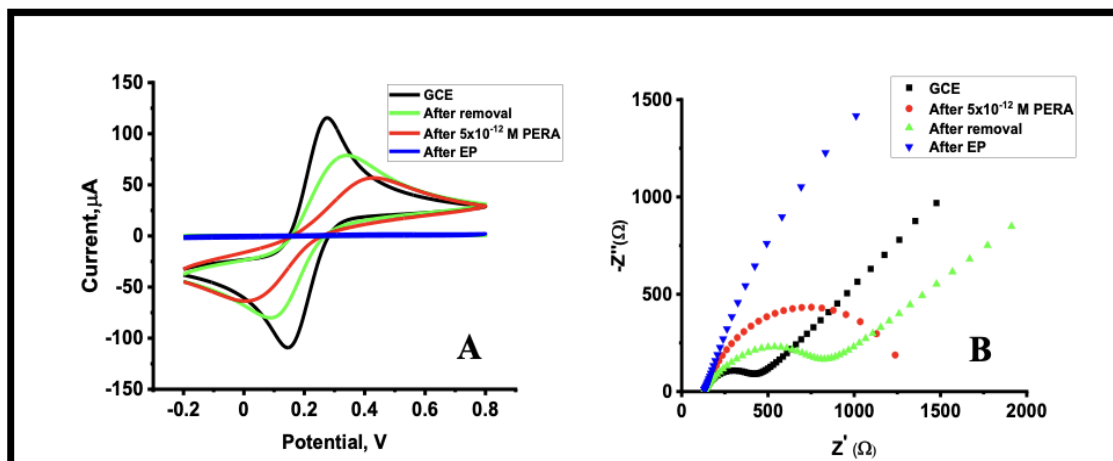 150
100
50
0
-50
-100
-150
Current,µA
GCE
After removal
After 5x10⁻¹² M PERA
After EP
A
-0.2
0
0.2
0.4
0.6
0.8
Potential, V
1500
1000
500
0
-Z''(Ω)
GCE
After 5x10⁻¹² M PERA
After removal
After EP
B
0
500
1000
1500
2000
Z' (Ω)